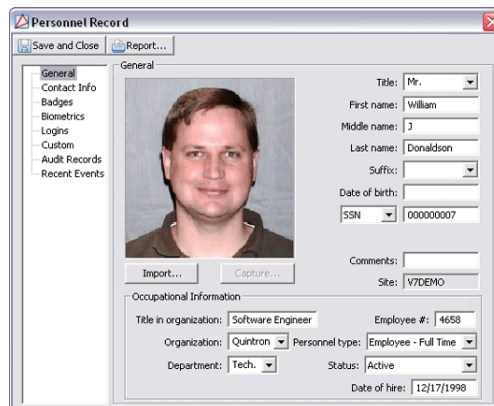 Personnel Record
Save and Close Report...
General
Contact Info
Badges
Biometrics
Logins
Custom
Audit Records
Recent Events
General
Title: Mr.
First name: William
Middle name: J
Last name: Donaldson
Suffix:
Date of birth:
SSN 000000007
Import... Capture...
Comments:
Site: V7DEMO
Occupational Information
Title in organization: Software Engineer Employee #: 4658
Organization: Quintron Personnel type: Employee - Full Time
Department: Tech. Status: Active
Date of hire: 12/17/1998